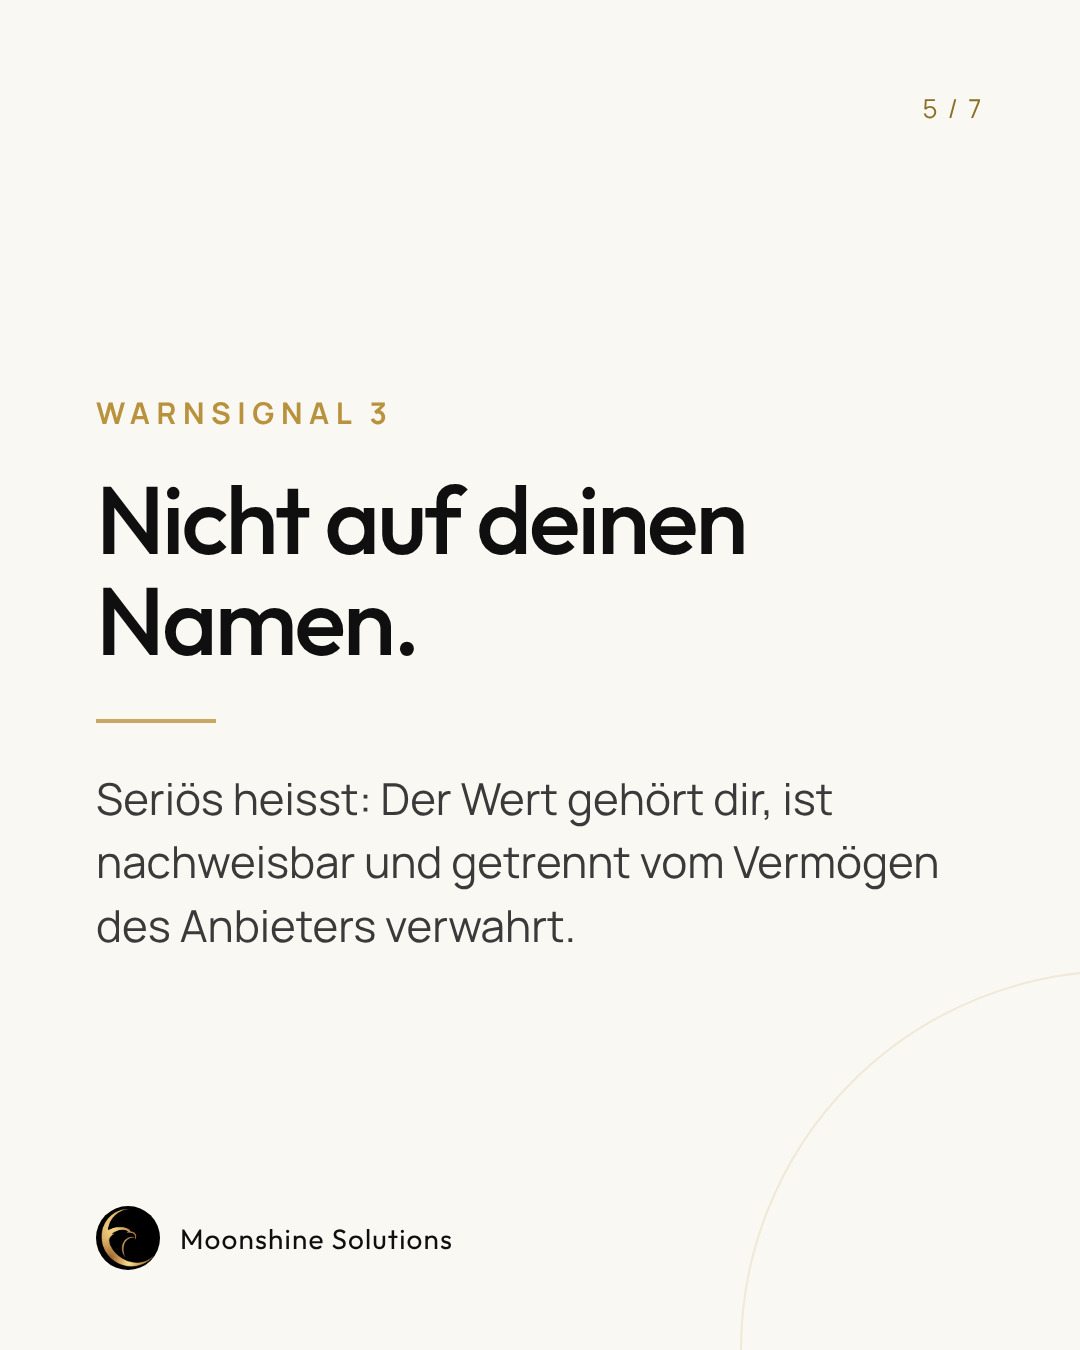 5 / 7
WARNSIGNAL 3
Nicht auf deinen
Namen.
Seriös heisst: Der Wert gehört dir, ist
nachweisbar und getrennt vom Vermögen
des Anbieters verwahrt.
Moonshine Solutions